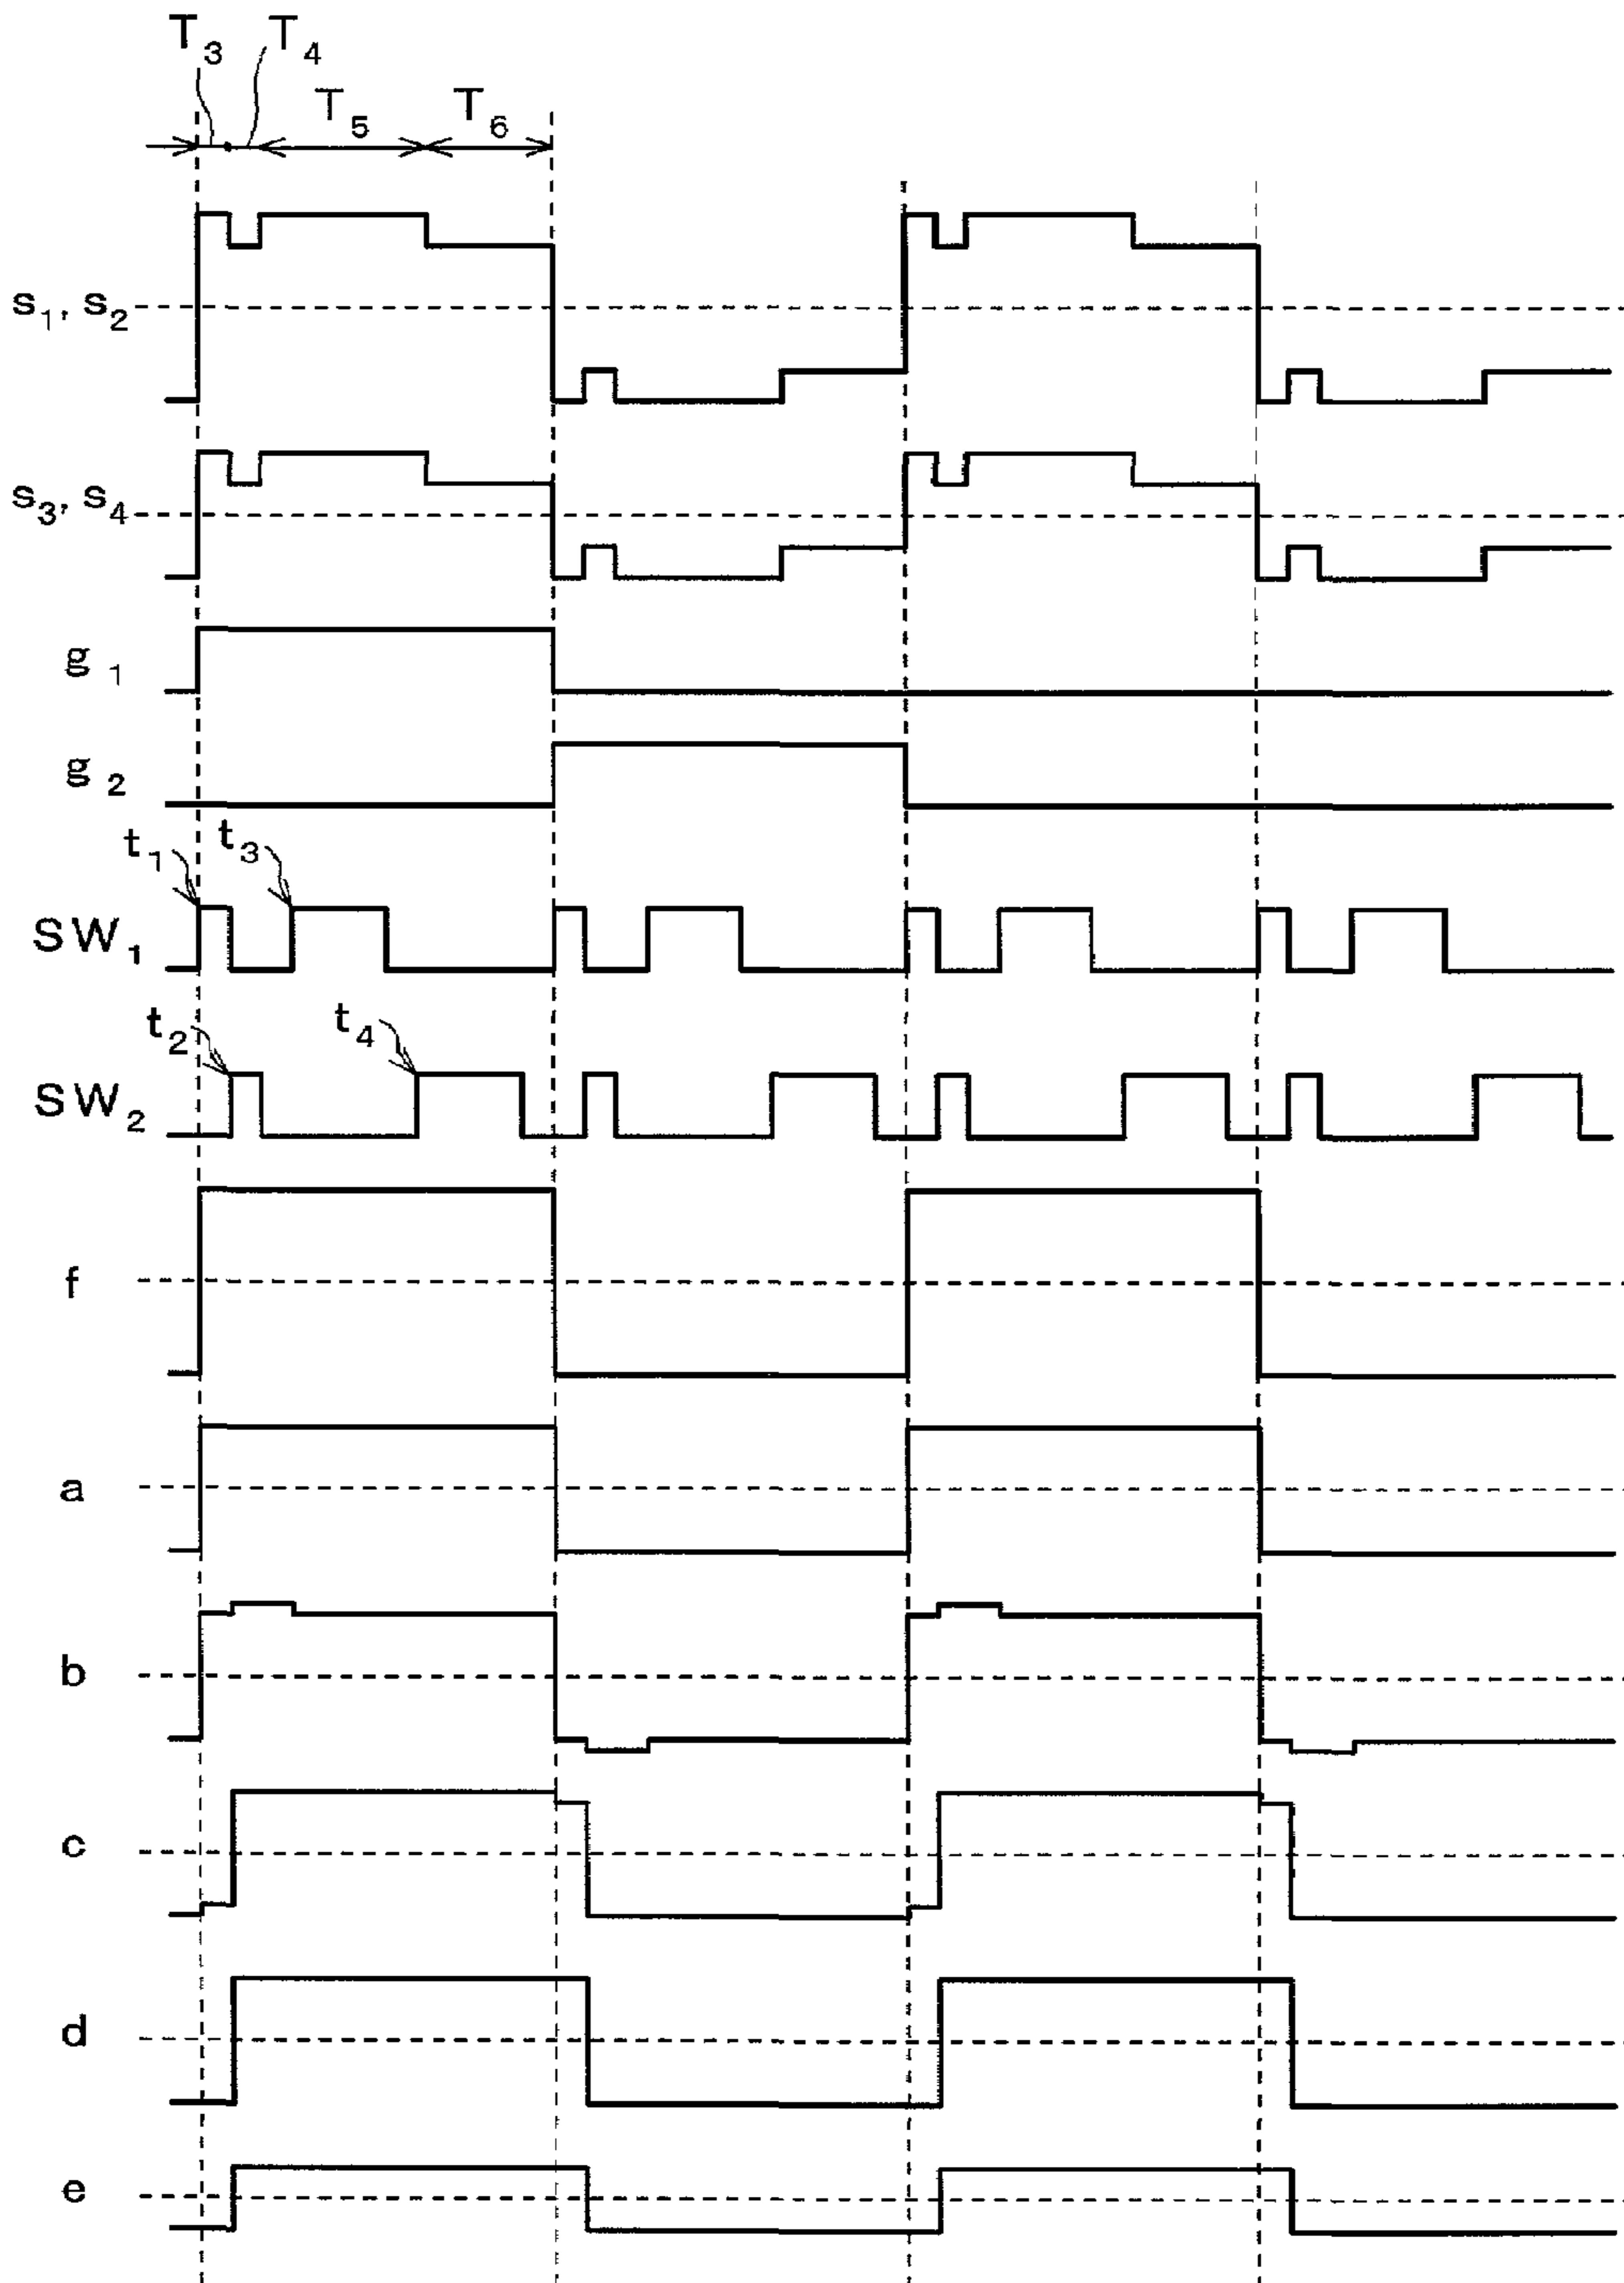 T₃ T₄
T₅ T₆
s₁, s₂
s₃, s₄
g₁
g₂
t₁ t₃
SW₁
t₂ t₄
SW₂
f
a
b
c
d
e